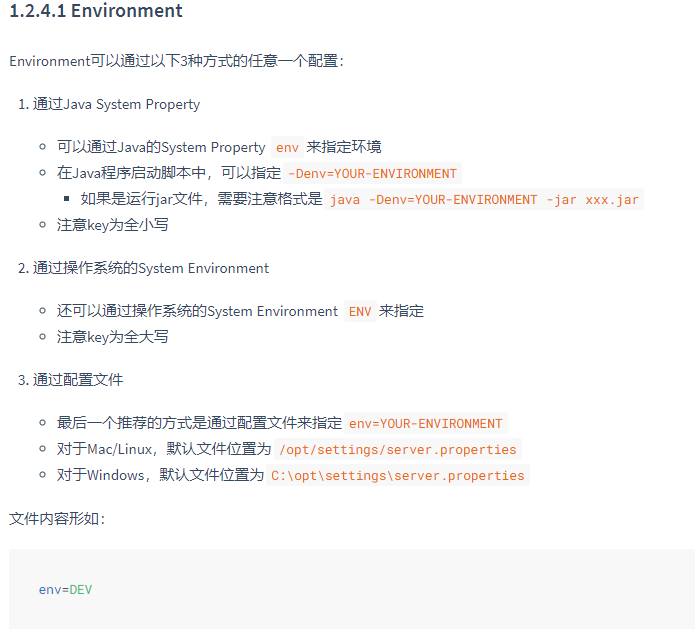 1.2.4.1 Environment
Environment可以通过以下3种方式的任意一个配置：
1. 通过Java System Property
可以通过Java的System Property env 来指定环境
在Java程序启动脚本中，可以指定 -Denv=YOUR-ENVIRONMENT
如果是运行jar文件，需要注意格式是 java -Denv=YOUR-ENVIRONMENT -jar xxx.jar
注意key为全小写
2. 通过操作系统的System Environment
还可以通过操作系统的System Environment ENV 来指定
注意key为全大写
3. 通过配置文件
最后一个推荐的方式是通过配置文件来指定 env=YOUR-ENVIRONMENT
对于Mac/Linux，默认文件位置为 /opt/settings/server.properties
对于Windows，默认文件位置为 C:\opt\settings\server.properties
文件内容形如：
env=DEV